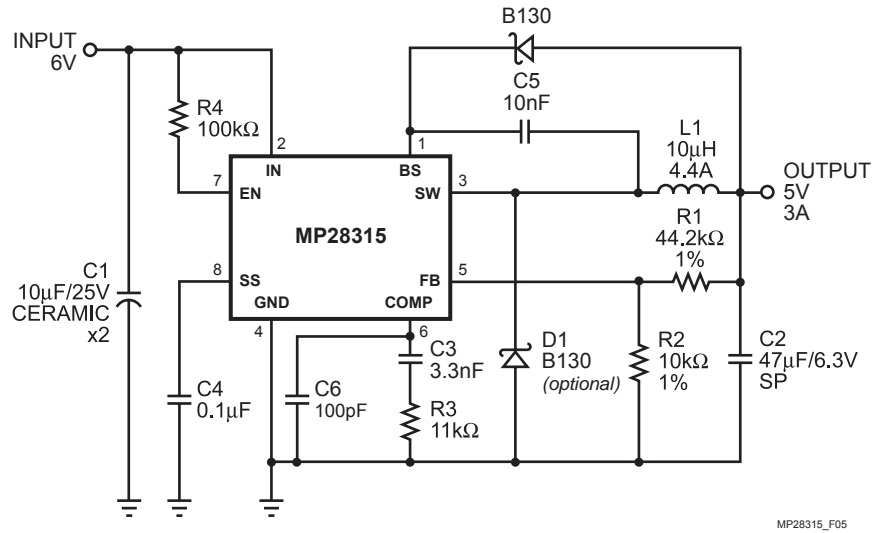 B130
INPUT
6V
C5
10nF
R4
100kΩ
L1
10µH
4.4A
2
1
IN
BS
OUTPUT
5V
3A
7
EN
SW
3
MP28315
R1
44.2kΩ
1%
8
SS
FB
5
C1
10µF/25V
CERAMIC
x2
GND
COMP
4
6
C3
3.3nF
D1
B130
(optional)
R2
10kΩ
1%
C2
47µF/6.3V
SP
C4
0.1µF
C6
100pF
R3
11kΩ
MP28315_F05